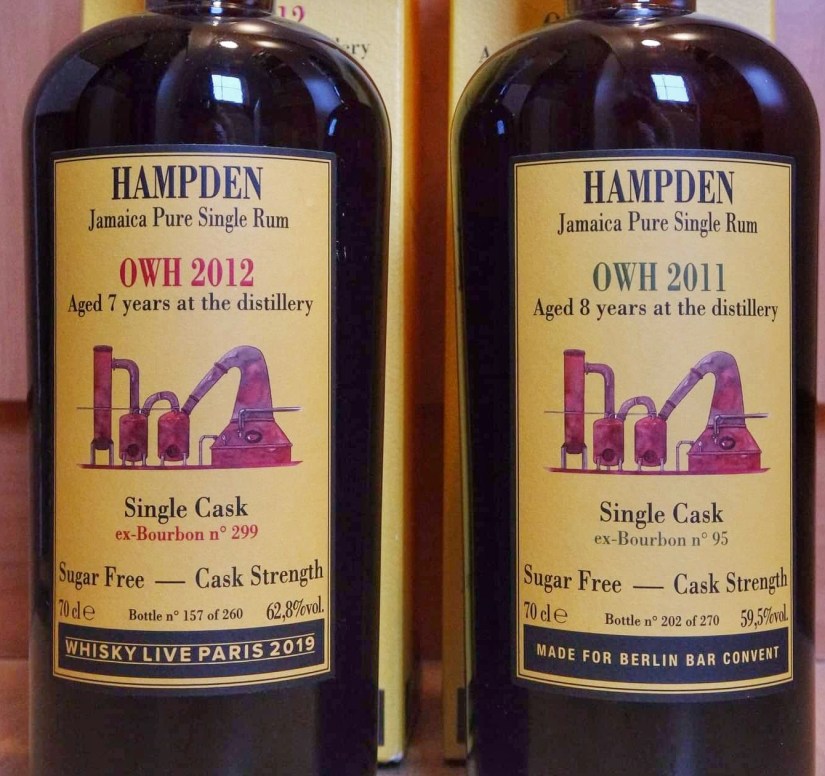 HAMPDEN
Jamaica Pure Single Rum
OWH 2012
Aged 7 years at the distillery
Single Cask
ex-Bourbon n° 299
Sugar Free — Cask Strength
70 cl e Bottle n° 157 of 260 62,8%vol.
WHISKY LIVE PARIS 2019
HAMPDEN
Jamaica Pure Single Rum
OWH 2011
Aged 8 years at the distillery
Single Cask
ex-Bourbon n° 95
Sugar Free — Cask Strength
70 cl e Bottle n° 202 of 270 59,5%vol.
MADE FOR BERLIN BAR CONVENT